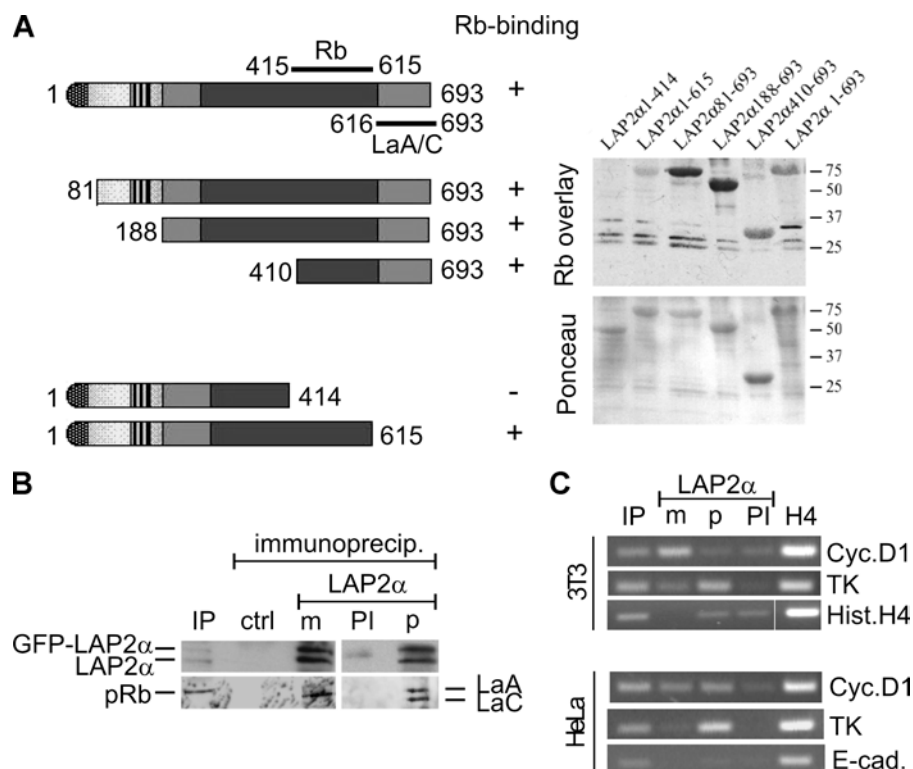 A
Rb-binding
Rb
415 615
1 693 +
616 693
LaA/C
81 693 +
188 693 +
410 693 +
1 414 -
1 615 +
LAP2α1-414
LAP2α1-615
LAP2α81-693
LAP2α188-693
LAP2α410-693
LAP2α 1-693
Rb overlay
75
50
37
25
Ponceau
75
50
37
25
B
immunoprecip.
LAP2α
IP ctrl m PI p
GFP-LAP2α
LAP2α
pRb
LaA
LaC
C
LAP2α
IP m p PI H4
3T3
Cyc.D1
TK
Hist.H4
HeLa
Cyc.D1
TK
E-cad.